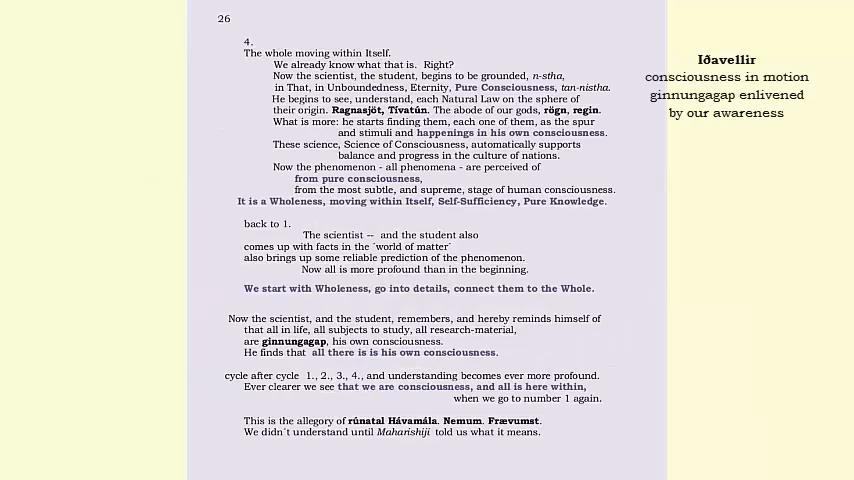 26
4.
The whole moving within Itself.
We already know what that is. Right?
Now the scientist, the student, begins to be grounded, n-stha,
in That, in Unboundedness, Eternity, Pure Consciousness, tan-nistha.
He begins to see, understand, each Natural Law on the sphere of
their origin. Ragnasjöt, Tívatún. The abode of our gods, rögn, regin.
What is more: he starts finding them, each one of them, as the spur
and stimuli and happenings in his own consciousness.
These science, Science of Consciousness, automatically supports
balance and progress in the culture of nations.
Now the phenomenon - all phenomena - are perceived of
from pure consciousness,
from the most subtle, and supreme, stage of human consciousness.
It is a Wholeness, moving within Itself, Self-Sufficiency, Pure Knowledge.
back to 1.
The scientist -- and the student also
comes up with facts in the ´world of matter´
also brings up some reliable prediction of the phenomenon.
Now all is more profound than in the beginning.
We start with Wholeness, go into details, connect them to the Whole.
Now the scientist, and the student, remembers, and hereby reminds himself of
that all in life, all subjects to study, all research-material,
are ginnungagap, his own consciousness.
He finds that all there is is his own consciousness.
cycle after cycle 1., 2., 3., 4., and understanding becomes ever more profound.
Ever clearer we see that we are consciousness, and all is here within,
when we go to number 1 again.
This is the allegory of rúnatal Hávamála. Nemum. Frævumst.
We didn´t understand until Maharishiji told us what it means.
Iðavellir
consciousness in motion
ginnungagap enlivened
by our awareness